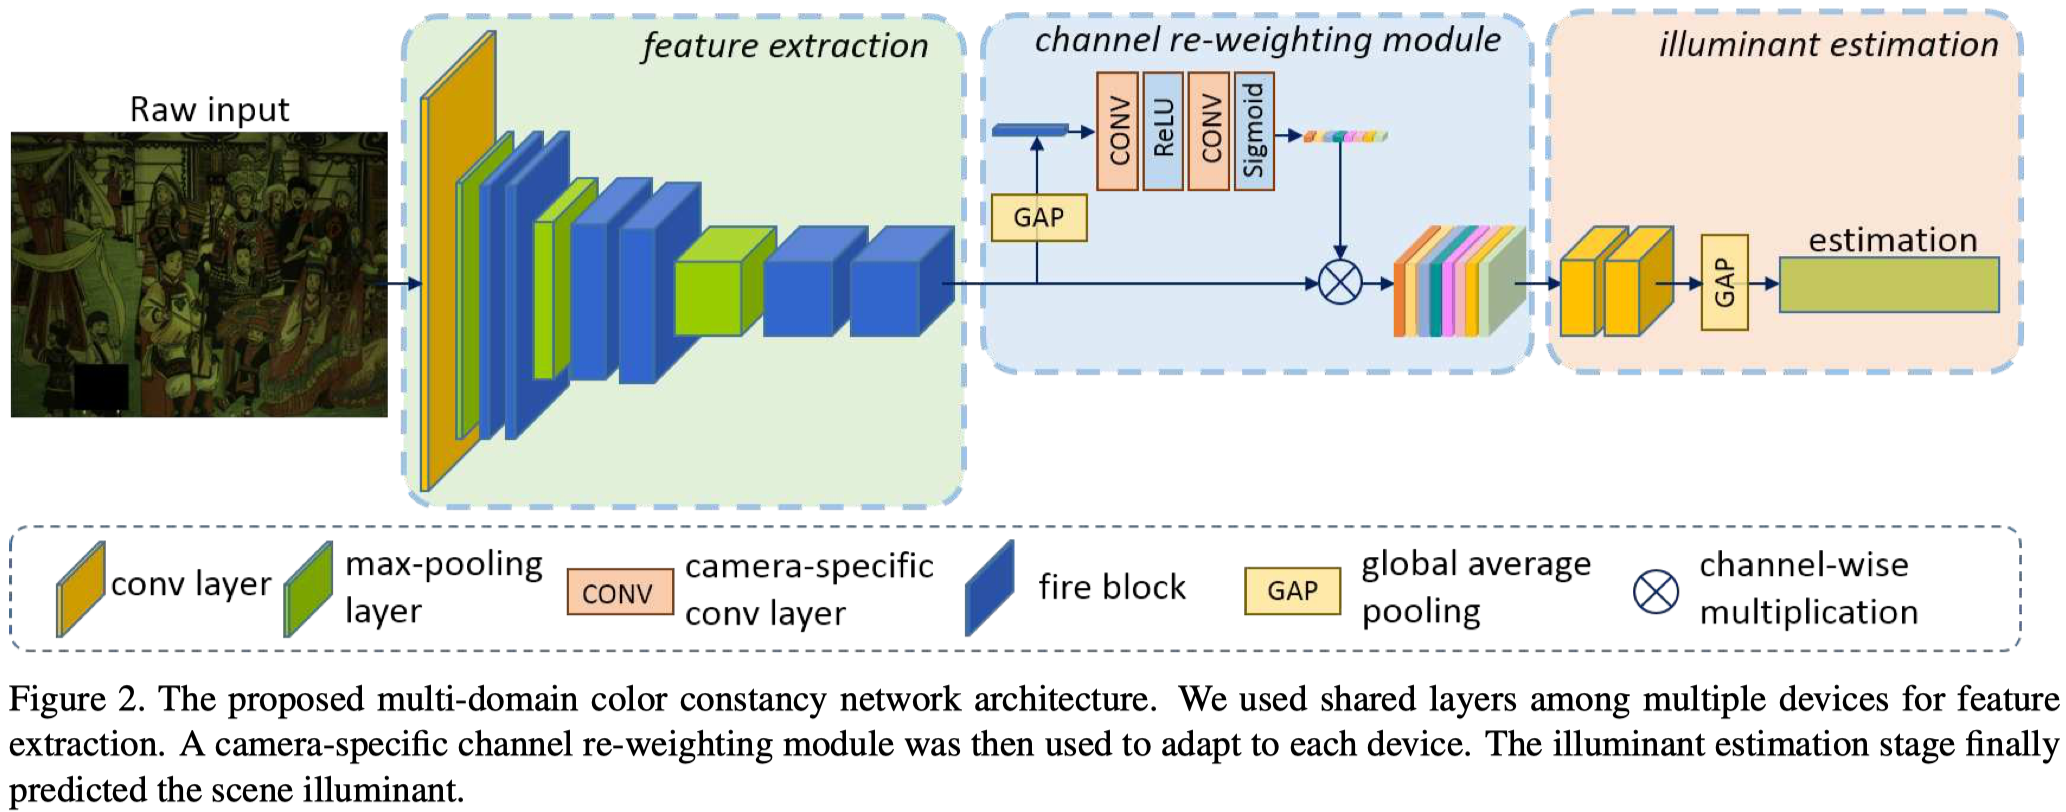 Raw input
feature extraction
channel re-weighting module
illuminant estimation
CONV
ReLU
CONV
Sigmoid
GAP
GAP
estimation
conv layer
max-pooling
layer
CONV
camera-specific
conv layer
fire block
GAP
global average
pooling
channel-wise
multiplication
Figure 2. The proposed multi-domain color constancy network architecture. We used shared layers among multiple devices for feature
extraction. A camera-specific channel re-weighting module was then used to adapt to each device. The illuminant estimation stage finally
predicted the scene illuminant.